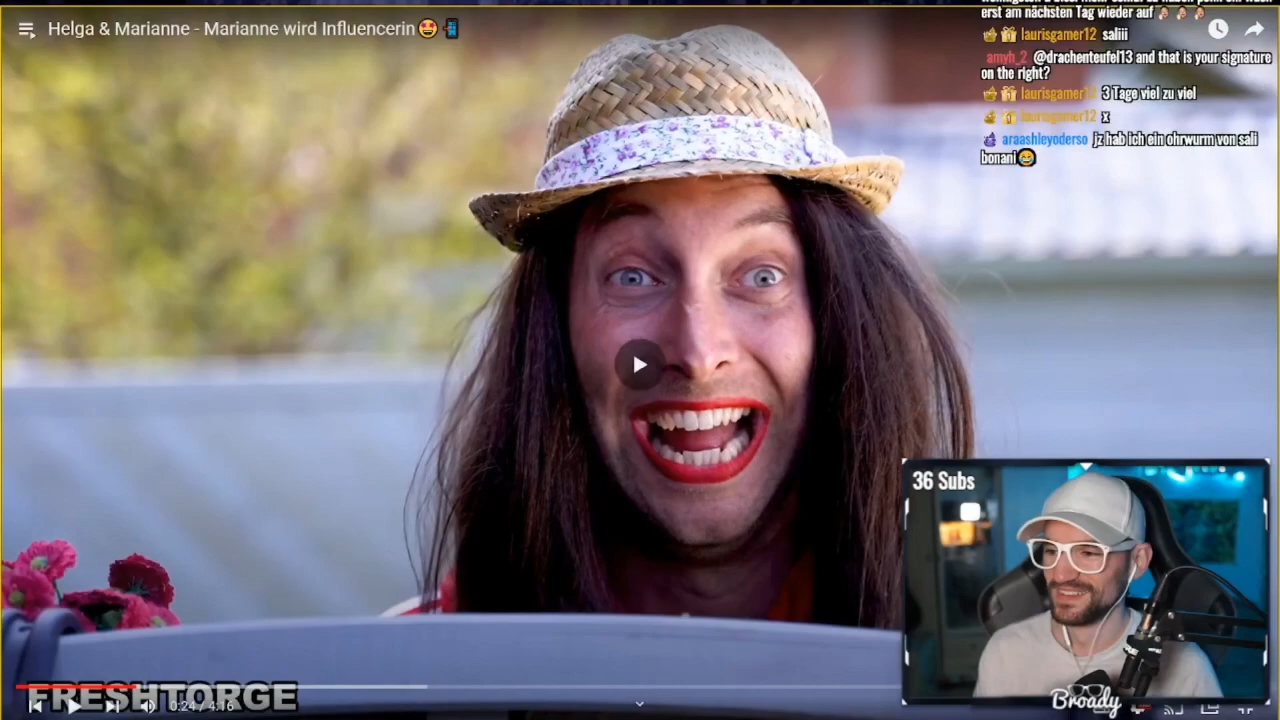 Helga & Marianne - Marianne wird Influencerin🤩📲
erst am nächsten Tag wieder auf
laurisgamer12 saliii
amyh_2 @drachenteufel13 and that is your signature
on the right?
laurisgamer12 3 Tage viel zu viel
laurisgamer12 x
araashleyoderso jz hab ich ein ohrwurm von sali
bonani😂
36 Subs
Broady
FRESHTORGE
0:24 / 4:16